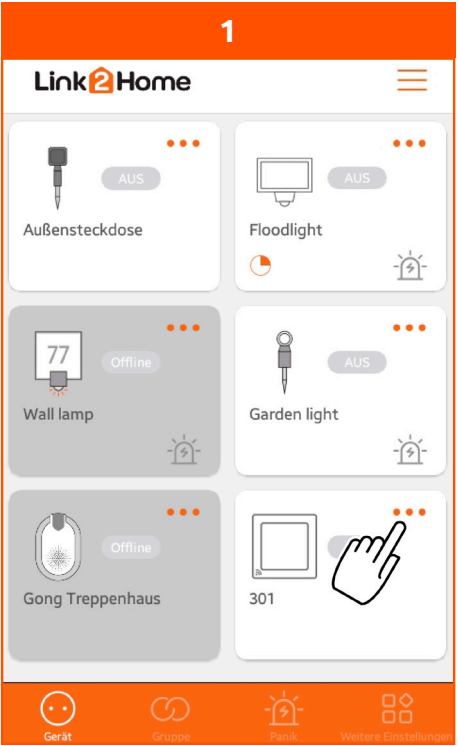 1
Link2Home
AUS
AUS
Außensteckdose
Floodlight
77
Offline
AUS
Wall lamp
Garden light
Offline
Gong Treppenhaus
301
Gerät
Gruppe
Panik
Weitere Einstellungen